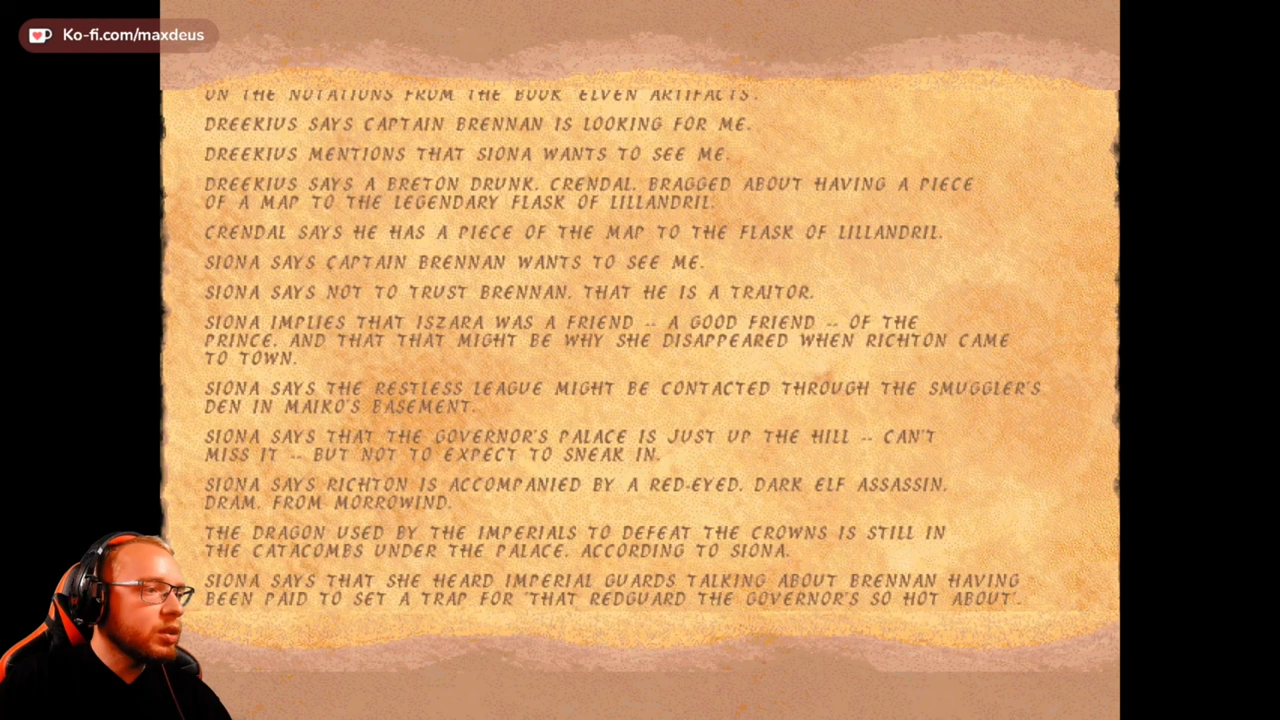 Ko-fi.com/maxdeus
ON THE NOTATIONS FROM THE BOOK 'ELVEN ARTIFACTS'.
DREEKIUS SAYS CAPTAIN BRENNAN IS LOOKING FOR ME.
DREEKIUS MENTIONS THAT SIONA WANTS TO SEE ME.
DREEKIUS SAYS A BRETON DRUNK, CRENDAL, BRAGGED ABOUT HAVING A PIECE
OF A MAP TO THE LEGENDARY FLASK OF LILLANDRIL.
CRENDAL SAYS HE HAS A PIECE OF THE MAP TO THE FLASK OF LILLANDRIL.
SIONA SAYS CAPTAIN BRENNAN WANTS TO SEE ME.
SIONA SAYS NOT TO TRUST BRENNAN, THAT HE IS A TRAITOR.
SIONA IMPLIES THAT ISZARA WAS A FRIEND -- A GOOD FRIEND -- OF THE
PRINCE, AND THAT THAT MIGHT BE WHY SHE DISAPPEARED WHEN RICHTON CAME
TO TOWN.
SIONA SAYS THE RESTLESS LEAGUE MIGHT BE CONTACTED THROUGH THE SMUGGLER'S
DEN IN MAIKO'S BASEMENT.
SIONA SAYS THAT THE GOVERNOR'S PALACE IS JUST UP THE HILL -- CAN'T
MISS IT -- BUT NOT TO EXPECT TO SNEAK IN.
SIONA SAYS RICHTON IS ACCOMPANIED BY A RED-EYED, DARK ELF ASSASSIN,
DRAM, FROM MORROWIND.
THE DRAGON USED BY THE IMPERIALS TO DEFEAT THE CROWNS IS STILL IN
THE CATACOMBS UNDER THE PALACE, ACCORDING TO SIONA.
SIONA SAYS THAT SHE HEARD IMPERIAL GUARDS TALKING ABOUT BRENNAN HAVING
BEEN PAID TO SET A TRAP FOR 'THAT REDGUARD THE GOVERNOR'S SO HOT ABOUT'.